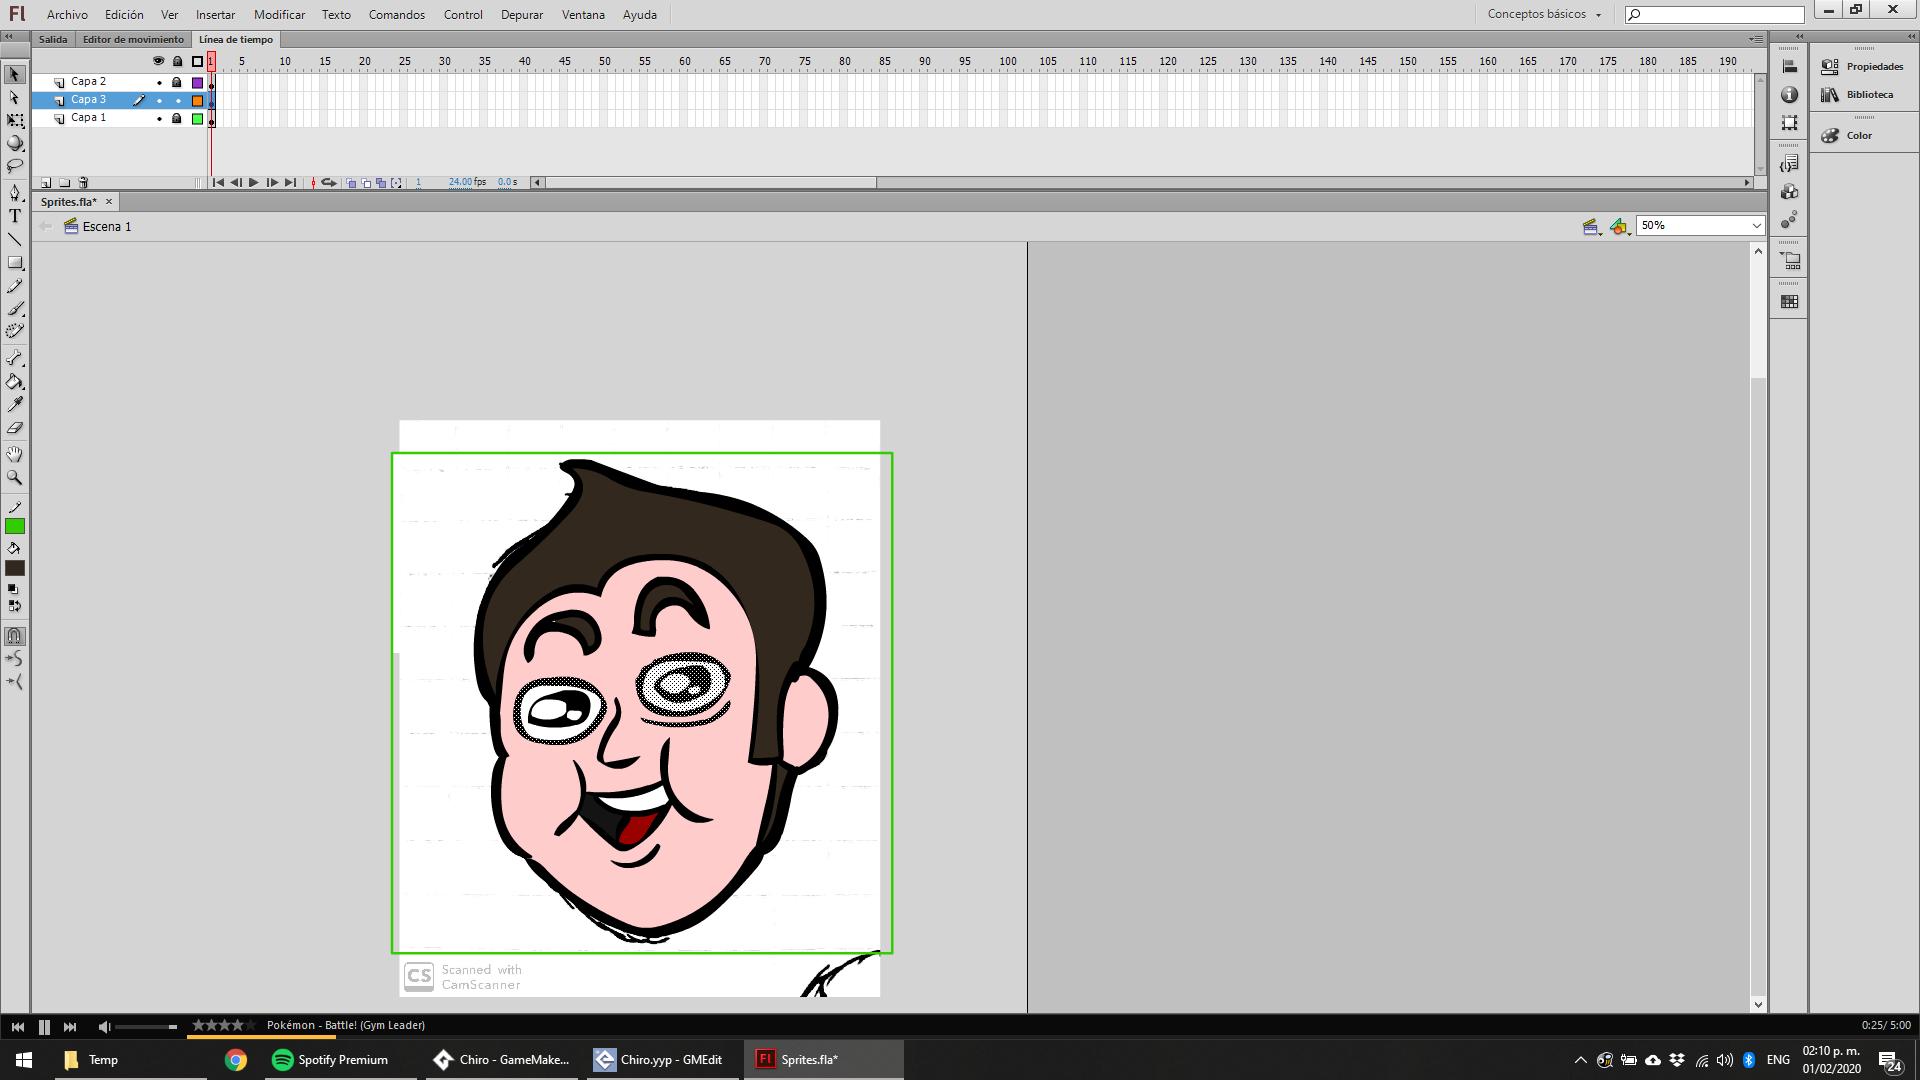 Fl Archivo Edición Ver Insertar Modificar Texto Comandos Control Depurar Ventana Ayuda Conceptos básicos
Salida Editor de movimiento Línea de tiempo
1 5 10 15 20 25 30 35 40 45 50 55 60 65 70 75 80 85 90 95 100 105 110 115 120 125 130 135 140 145 150 155 160 165 170 175 180 185 190
Capa 2
Capa 3
Capa 1
1 24.00 fps 0.0 s
Sprites.fla*
Escena 1
50%
Propiedades
Biblioteca
Color
T
CS Scanned with
CamScanner
Pokémon - Battle! (Gym Leader) 0:25/ 5:00
Temp Spotify Premium Chiro - GameMake... Chiro.yyp - GMEdit Fl Sprites.fla* ENG 02:10 p. m.
01/02/2020 24